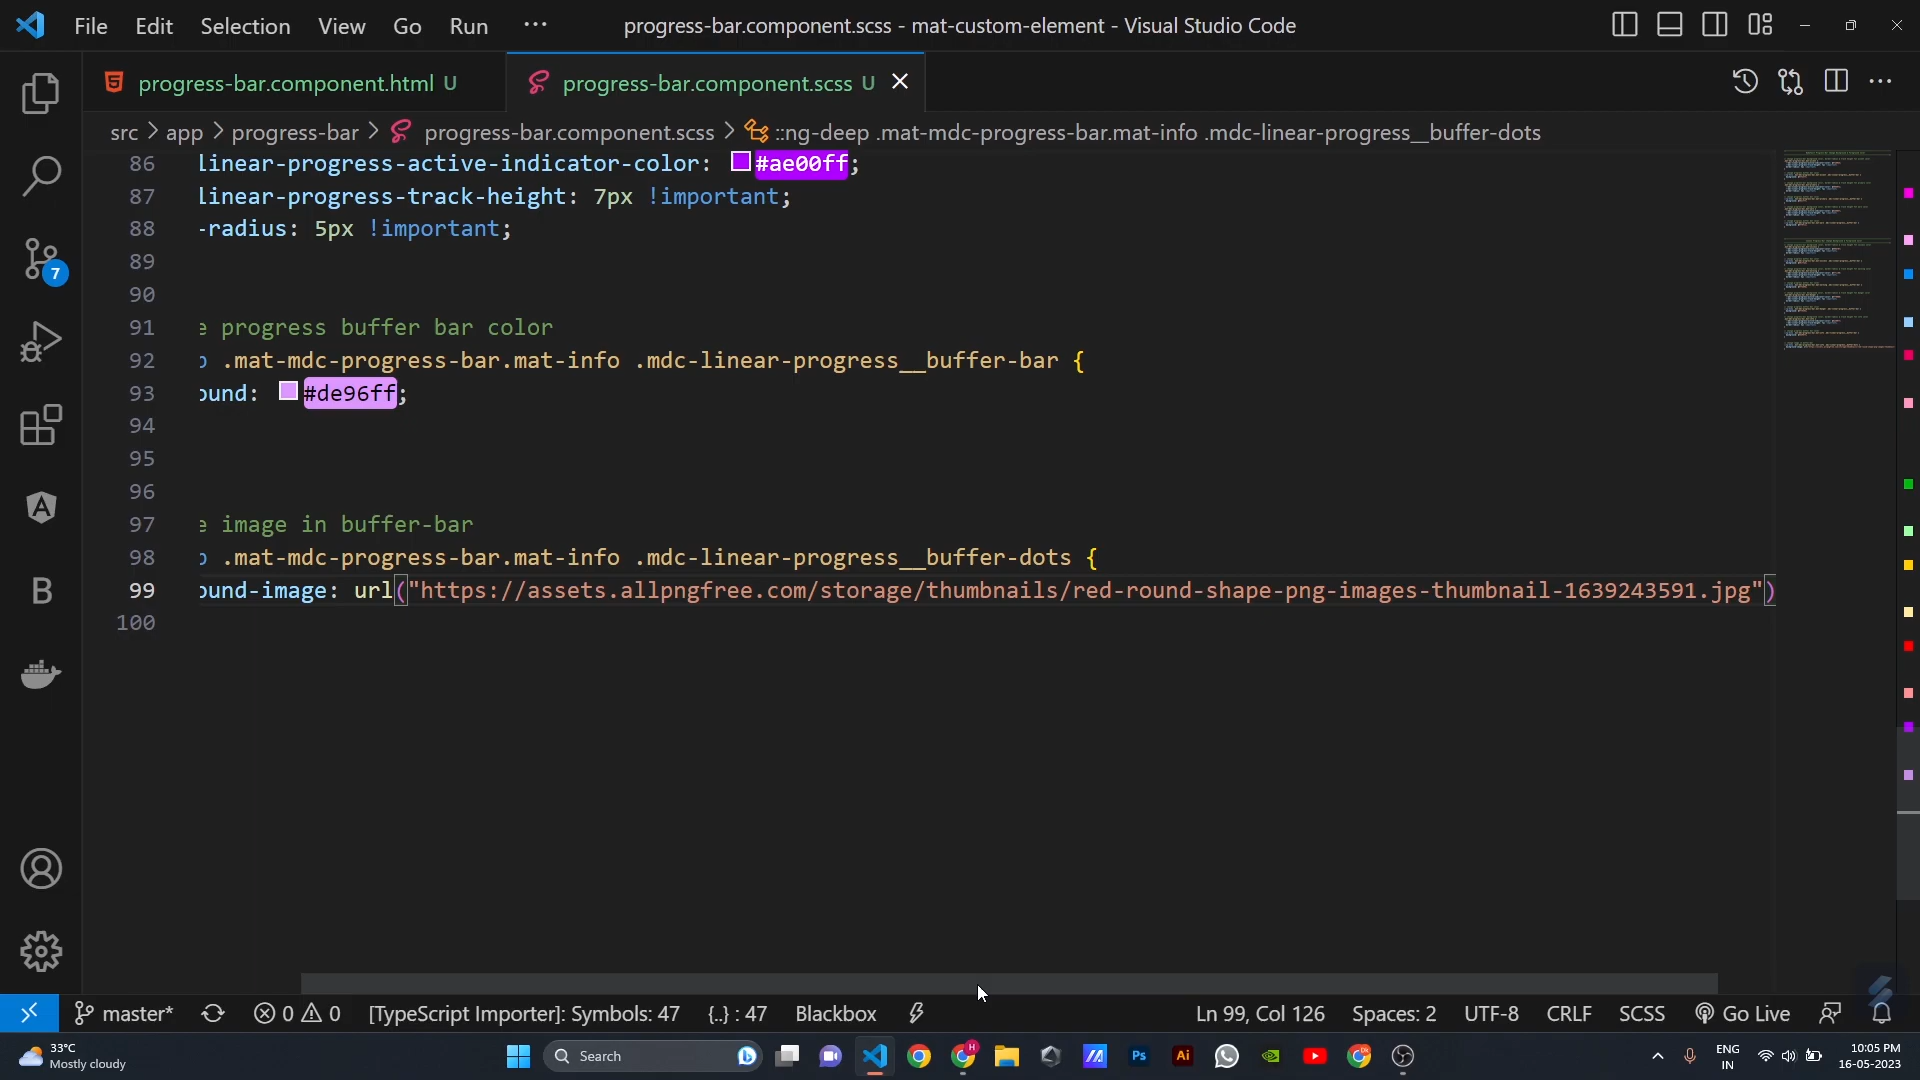 File Edit Selection View Go Run ··· progress-bar.component.scss - mat-custom-element - Visual Studio Code
progress-bar.component.html U progress-bar.component.scss U
src > app > progress-bar > progress-bar.component.scss > ::ng-deep .mat-mdc-progress-bar.mat-info .mdc-linear-progress__buffer-dots
86 linear-progress-active-indicator-color: #ae00ff;
87 linear-progress-track-height: 7px !important;
88 -radius: 5px !important;
89
90
91 e progress buffer bar color
92 p .mat-mdc-progress-bar.mat-info .mdc-linear-progress__buffer-bar {
93 ound: #de96ff;
94
95
96
97 e image in buffer-bar
98 p .mat-mdc-progress-bar.mat-info .mdc-linear-progress__buffer-dots {
99 ound-image: url("https://assets.allpngfree.com/storage/thumbnails/red-round-shape-png-images-thumbnail-1639243591.jpg")
100
7
B
master* 0 0 [TypeScript Importer]: Symbols: 47 {..} : 47 Blackbox Ln 99, Col 126 Spaces: 2 UTF-8 CRLF SCSS Go Live
33°C
Mostly cloudy
Search
H
Ps
Ai
ENG
IN
10:05 PM
16-05-2023